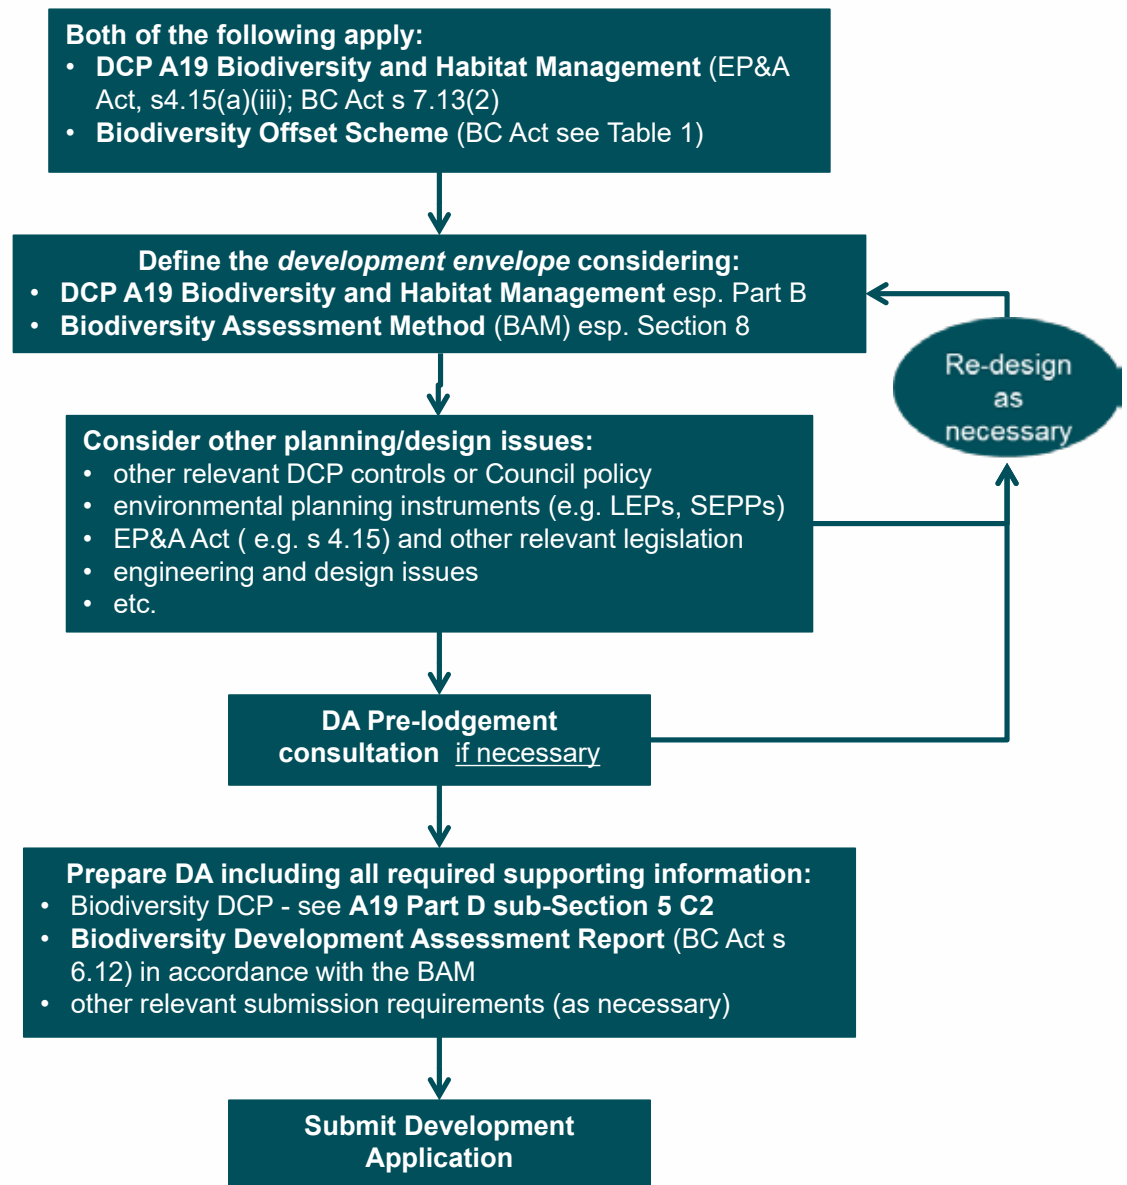 Both of the following apply:
• DCP A19 Biodiversity and Habitat Management (EP&A
Act, s4.15(a)(iii); BC Act s 7.13(2)
• Biodiversity Offset Scheme (BC Act see Table 1)
Define the development envelope considering:
• DCP A19 Biodiversity and Habitat Management esp. Part B
• Biodiversity Assessment Method (BAM) esp. Section 8
Re-design
as
necessary
Consider other planning/design issues:
• other relevant DCP controls or Council policy
• environmental planning instruments (e.g. LEPs, SEPPs)
• EP&A Act ( e.g. s 4.15) and other relevant legislation
• engineering and design issues
• etc.
DA Pre-lodgement
consultation if necessary
Prepare DA including all required supporting information:
• Biodiversity DCP - see A19 Part D sub-Section 5 C2
• Biodiversity Development Assessment Report (BC Act s
6.12) in accordance with the BAM
• other relevant submission requirements (as necessary)
Submit Development
Application